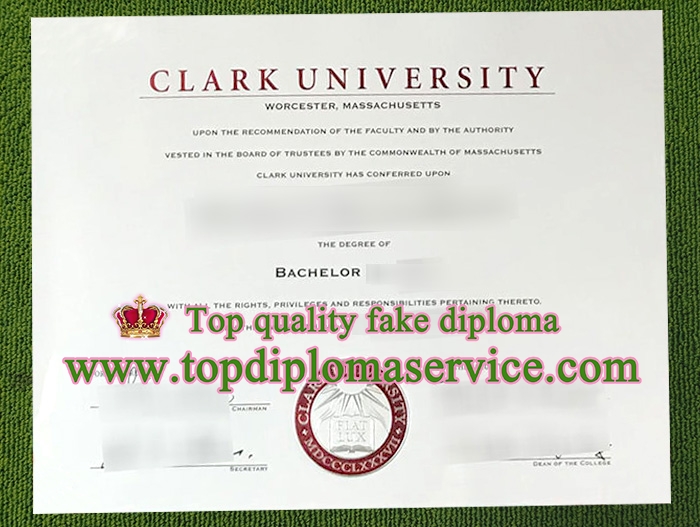 CLARK UNIVERSITY
WORCESTER, MASSACHUSETTS
UPON THE RECOMMENDATION OF THE FACULTY AND BY THE AUTHORITY
VESTED IN THE BOARD OF TRUSTEES BY THE COMMONWEALTH OF MASSACHUSETTS
CLARK UNIVERSITY HAS CONFERRED UPON
THE DEGREE OF
BACHELOR
WITH ALL THE RIGHTS, PRIVILEGES AND RESPONSIBILITIES PERTAINING THERETO.
Top quality fake diploma
www.topdiplomaservice.com
CHAIRMAN
SECRETARY
CLARK UNIVERSITY
FIAT
LUX
MDCCCLXXXVII
DEAN OF THE COLLEGE